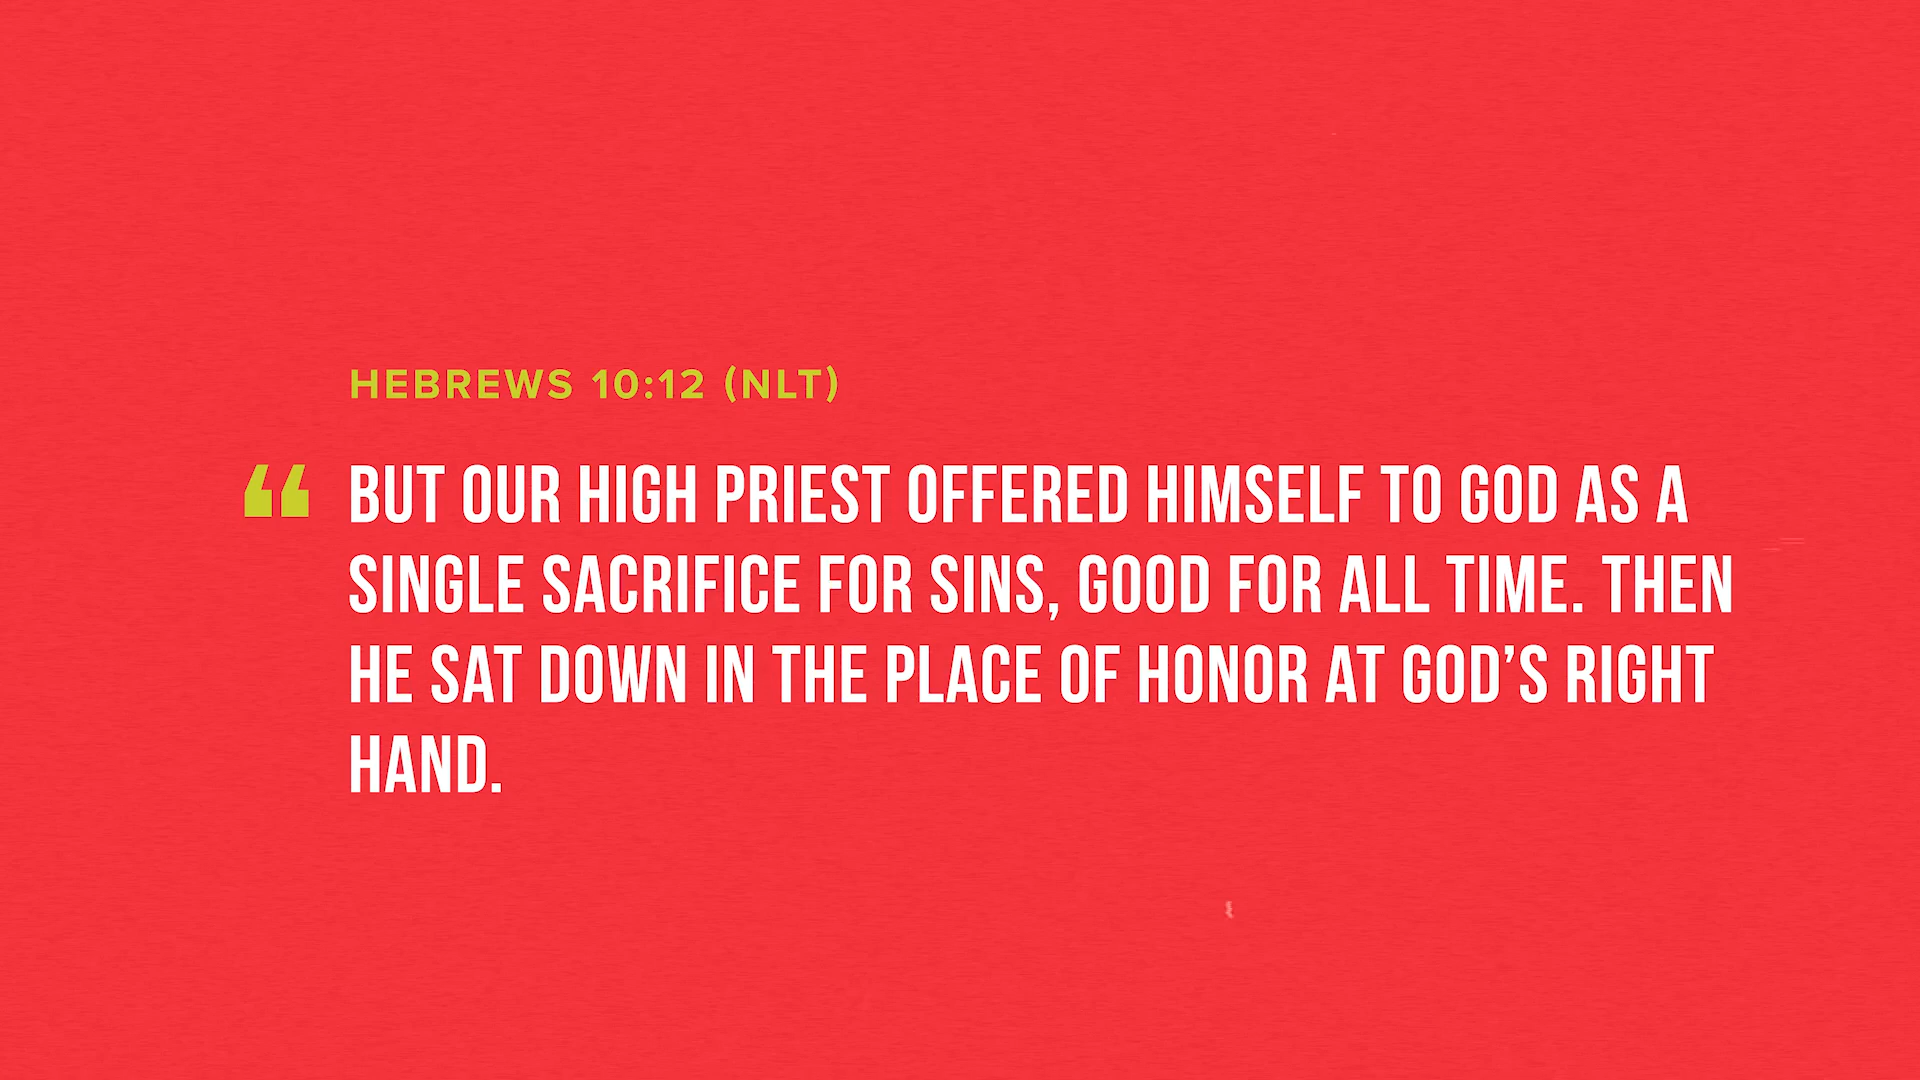 HEBREWS 10:12 (NLT)
“ BUT OUR HIGH PRIEST OFFERED HIMSELF TO GOD AS A
SINGLE SACRIFICE FOR SINS, GOOD FOR ALL TIME. THEN
HE SAT DOWN IN THE PLACE OF HONOR AT GOD’S RIGHT
HAND.